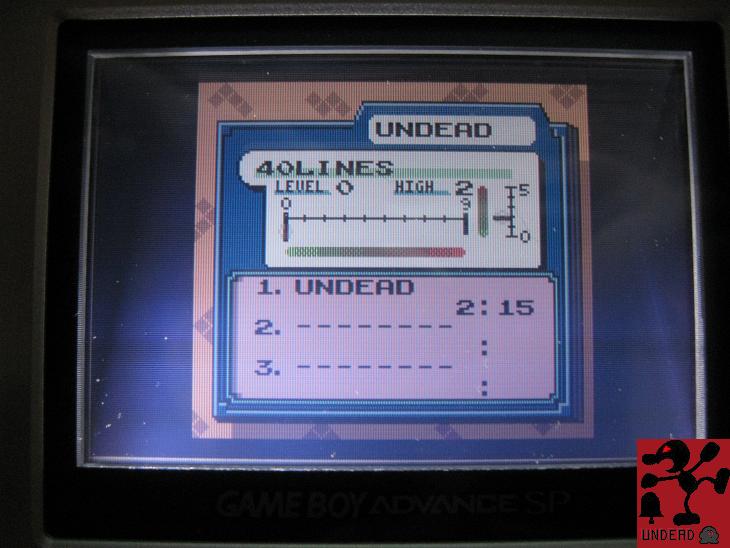 UNDEAD
40LINES
LEVEL 0 HIGH 2
0 9
5
0
1. UNDEAD
2:15
2. --------
:
3. --------
:
GAME BOY ADVANCE SP
UNDEAD